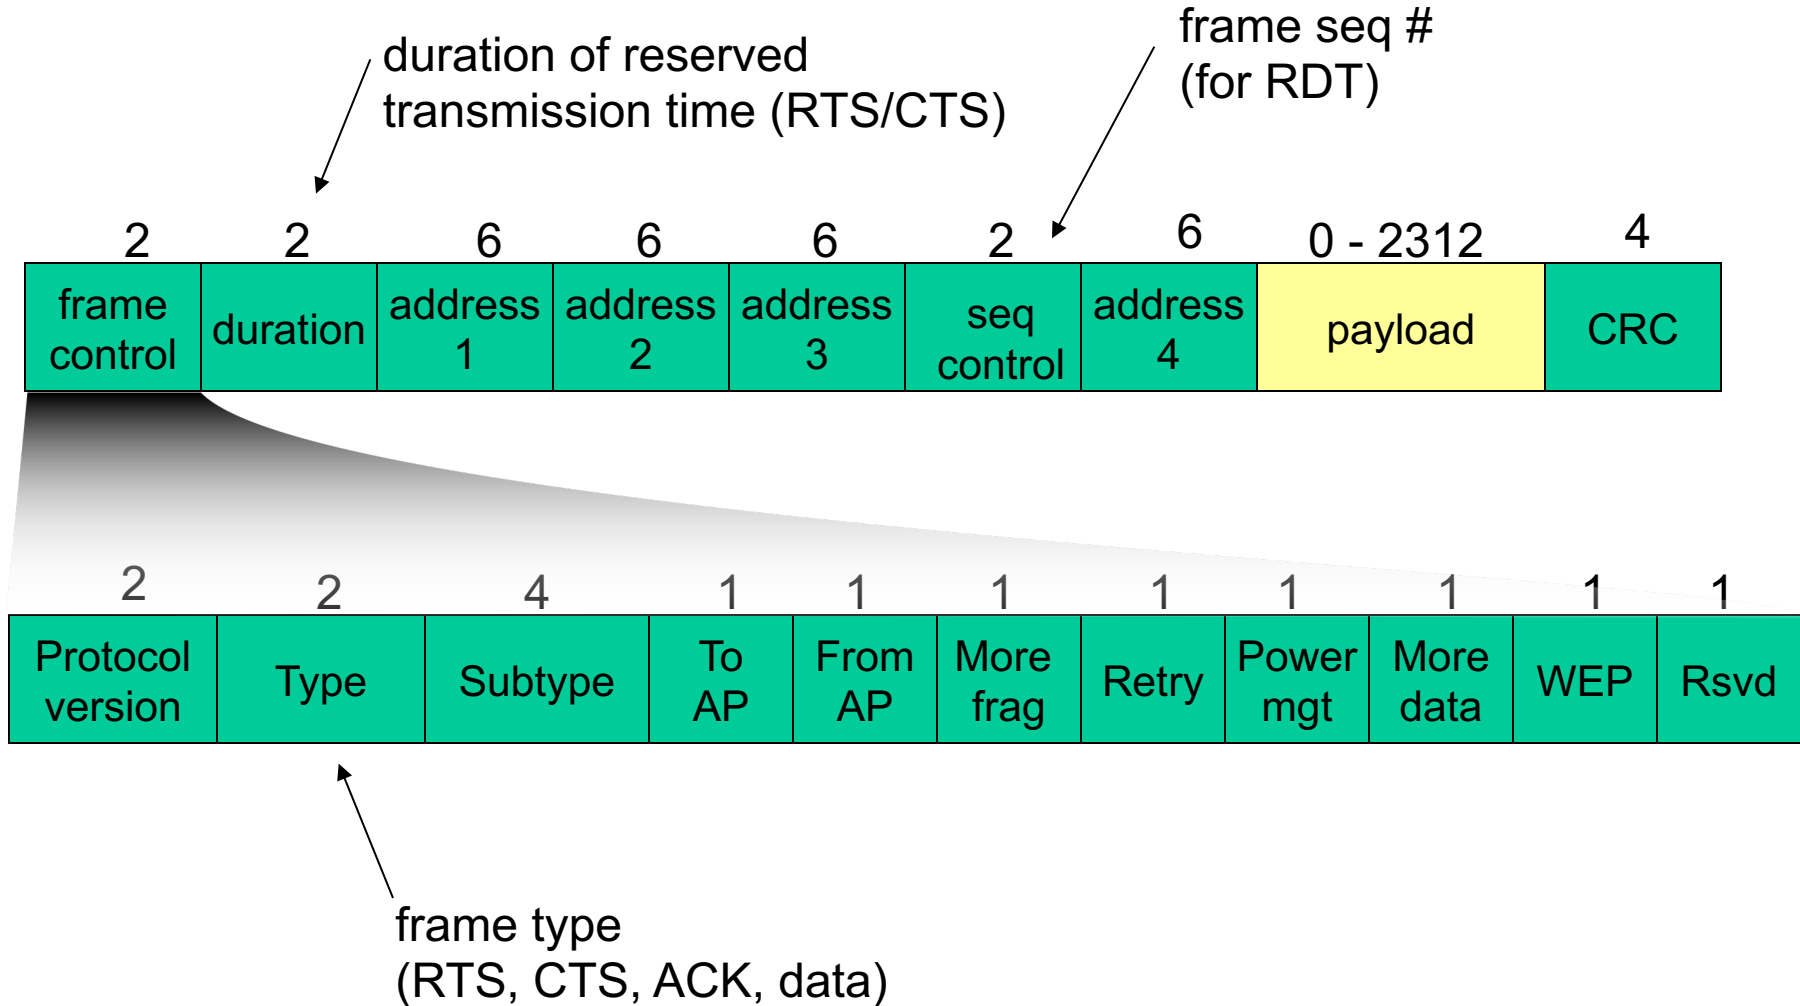 duration of reserved
transmission time (RTS/CTS)
frame seq #
(for RDT)
2 2 6 6 6 2 6 0 - 2312 4
frame
control
duration
address
1
address
2
address
3
seq
control
address
4
payload
CRC
2 2 4 1 1 1 1 1 1 1 1
Protocol
version
Type
Subtype
To
AP
From
AP
More
frag
Retry
Power
mgt
More
data
WEP
Rsvd
frame type
(RTS, CTS, ACK, data)